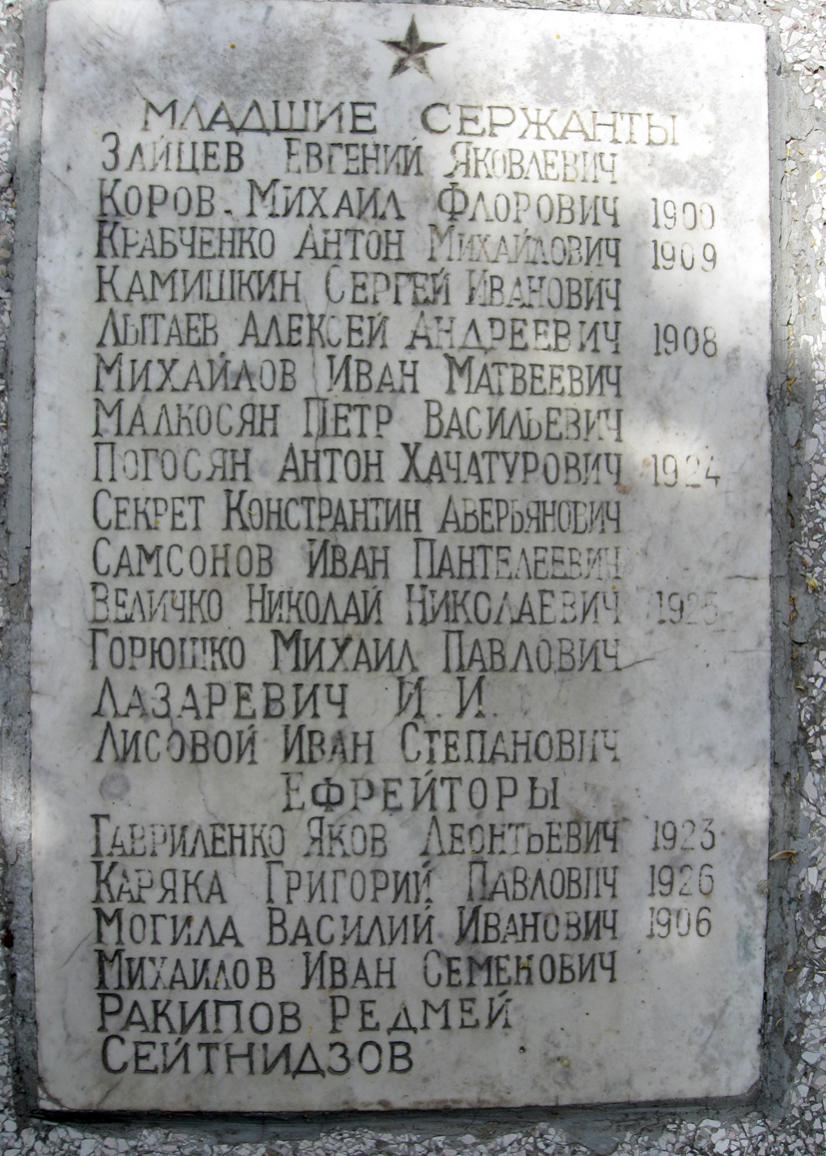 МЛАДШИЕ СЕРЖАНТЫ
ЗАЙЦЕВ ЕВГЕНИЙ ЯКОВЛЕВИЧ
КОРОВ МИХАИЛ ФЛОРОВИЧ 1900
КРАБЧЕНКО АНТОН МИХАЙЛОВИЧ 1909
КАМИШКИН СЕРГЕЙ ИВАНОВИЧ
ЛЫТАЕВ АЛЕКСЕЙ АНДРЕЕВИЧ 1908
МИХАЙЛОВ ИВАН МАТВЕЕВИЧ
МАЛКОСЯН ПЕТР ВАСИЛЬЕВИЧ
ПОГОСЯН АНТОН ХАЧАТУРОВИЧ 1924
СЕКРЕТ КОНСТРАНТИН АВЕРЬЯНОВИЧ
САМСОНОВ ИВАН ПАНТЕЛЕЕВИЧ
ВЕЛИЧКО НИКОЛАЙ НИКОЛАЕВИЧ 1925
ГОРЮШКО МИХАИЛ ПАВЛОВИЧ
ЛАЗАРЕВИЧ И. И.
ЛИСОВОЙ ИВАН СТЕПАНОВИЧ
ЕФРЕЙТОРЫ
ГАВРИЛЕНКО ЯКОВ ЛЕОНТЬЕВИЧ 1923
КАРЯКА ГРИГОРИЙ ПАВЛОВИЧ 1926
МОГИЛА ВАСИЛИЙ ИВАНОВИЧ 1906
МИХАИЛОВ ИВАН СЕМЕНОВИЧ
РАКИПОВ РЕДМЕЙ
СЕЙТНИДЗОВ